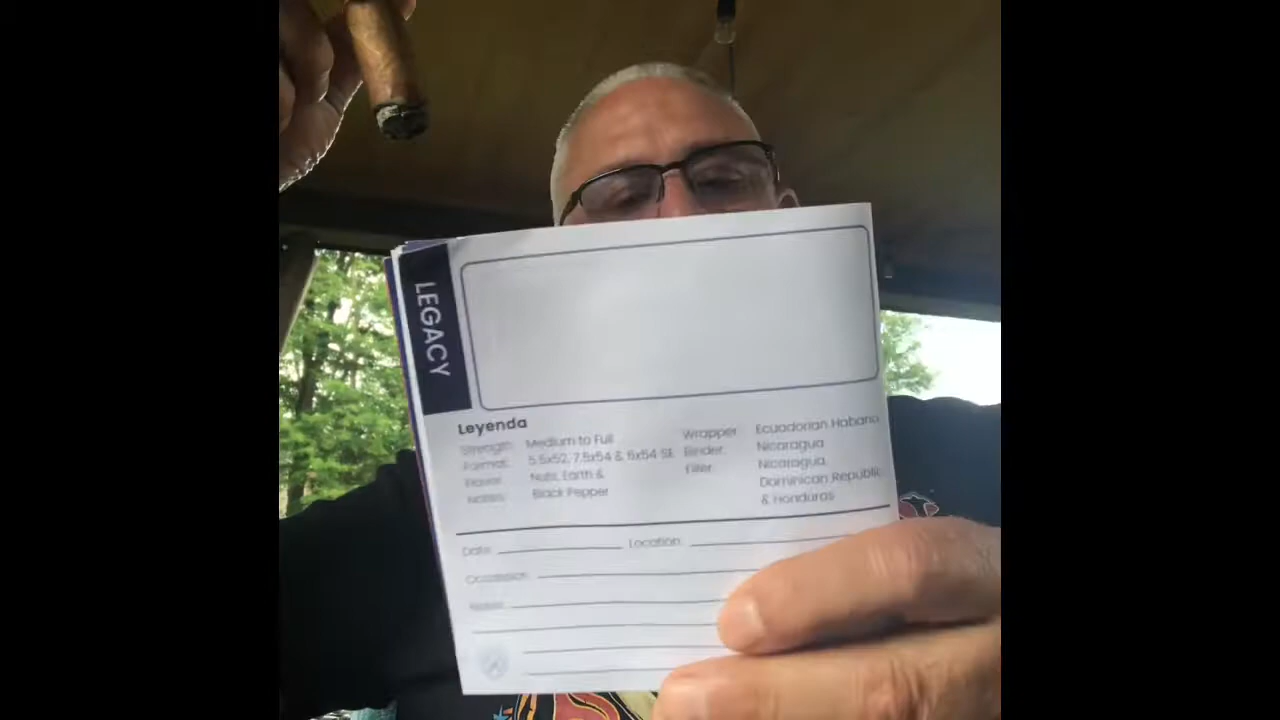 LEGACY
Leyenda
Strength: Medium to Full
Format: 5.5x52, 7.5x54 & 6x54 SE
Flavor Nuts, Earth &
Notes: Black Pepper
Wrapper Ecuadorian Habano
Binder: Nicaragua
Filler: Nicaragua,
Dominican Republic
& Honduras
Date: Location:
Occasion:
Notes: